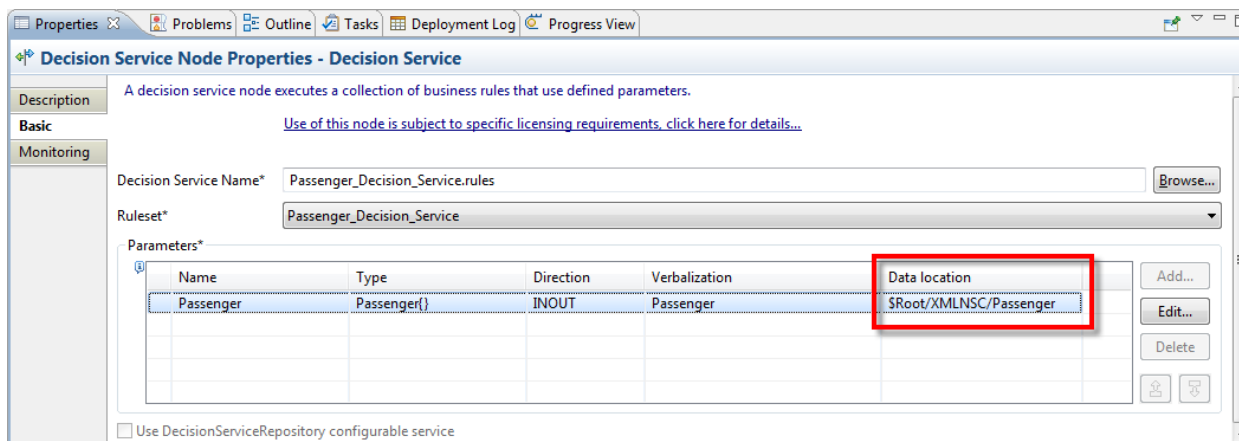 Properties Problems Outline Tasks Deployment Log Progress View
Decision Service Node Properties - Decision Service
Description
Basic
Monitoring
A decision service node executes a collection of business rules that use defined parameters.
Use of this node is subject to specific licensing requirements, click here for details...
Decision Service Name* Passenger_Decision_Service.rules Browse...
Ruleset* Passenger_Decision_Service
Parameters*
Name Type Direction Verbalization Data location Add...
Passenger Passenger{} INOUT Passenger $Root/XMLNSC/Passenger Edit...
Delete
Use DecisionServiceRepository configurable service